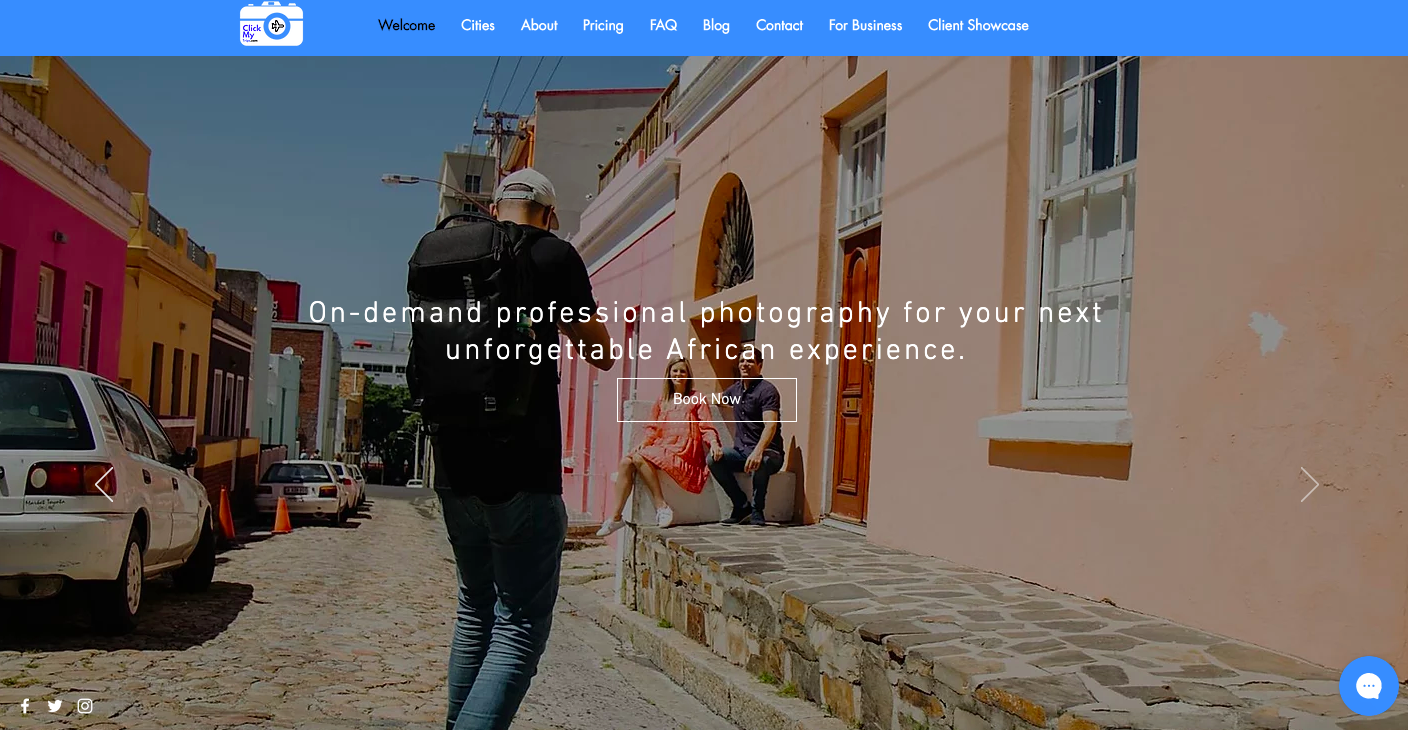 Click
My
Welcome
Cities
About
Pricing
FAQ
Blog
Contact
For Business
Client Showcase
On-demand professional photography for your next
unforgettable African experience.
Book Now